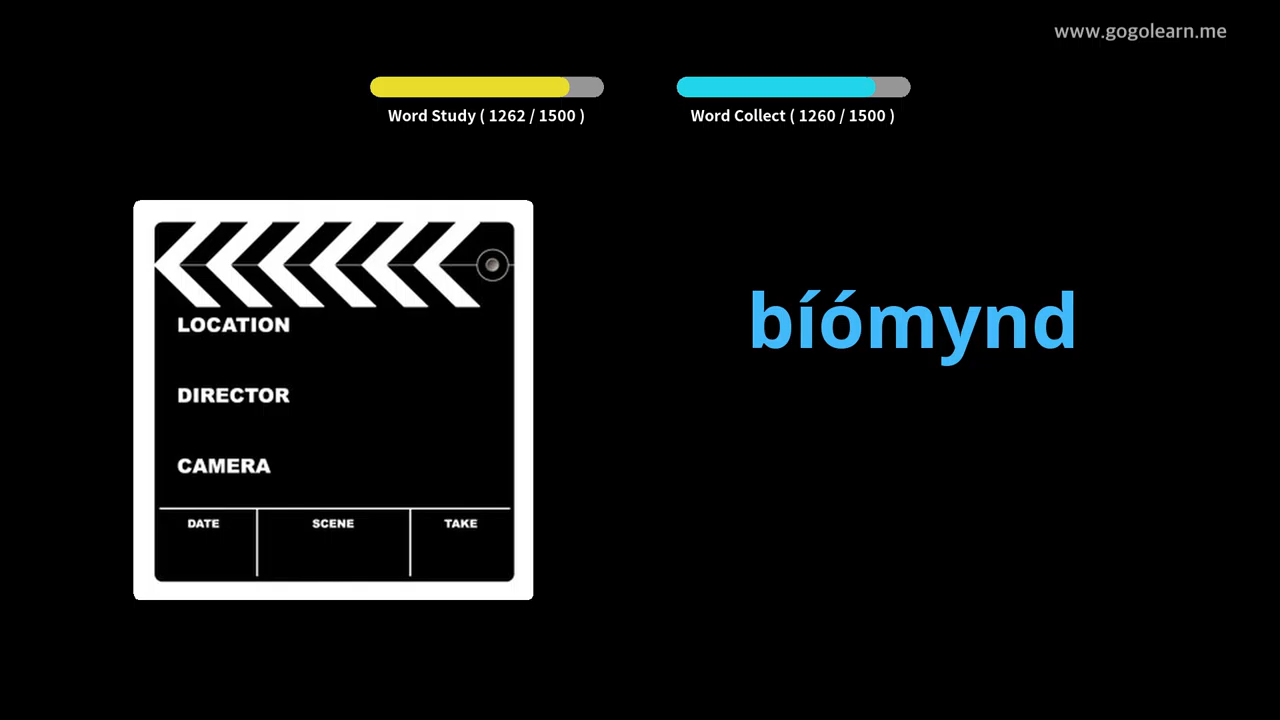 www.gogolearn.me
Word Study ( 1262 / 1500 )
Word Collect ( 1260 / 1500 )
LOCATION
DIRECTOR
CAMERA
DATE
SCENE
TAKE
bíómynd